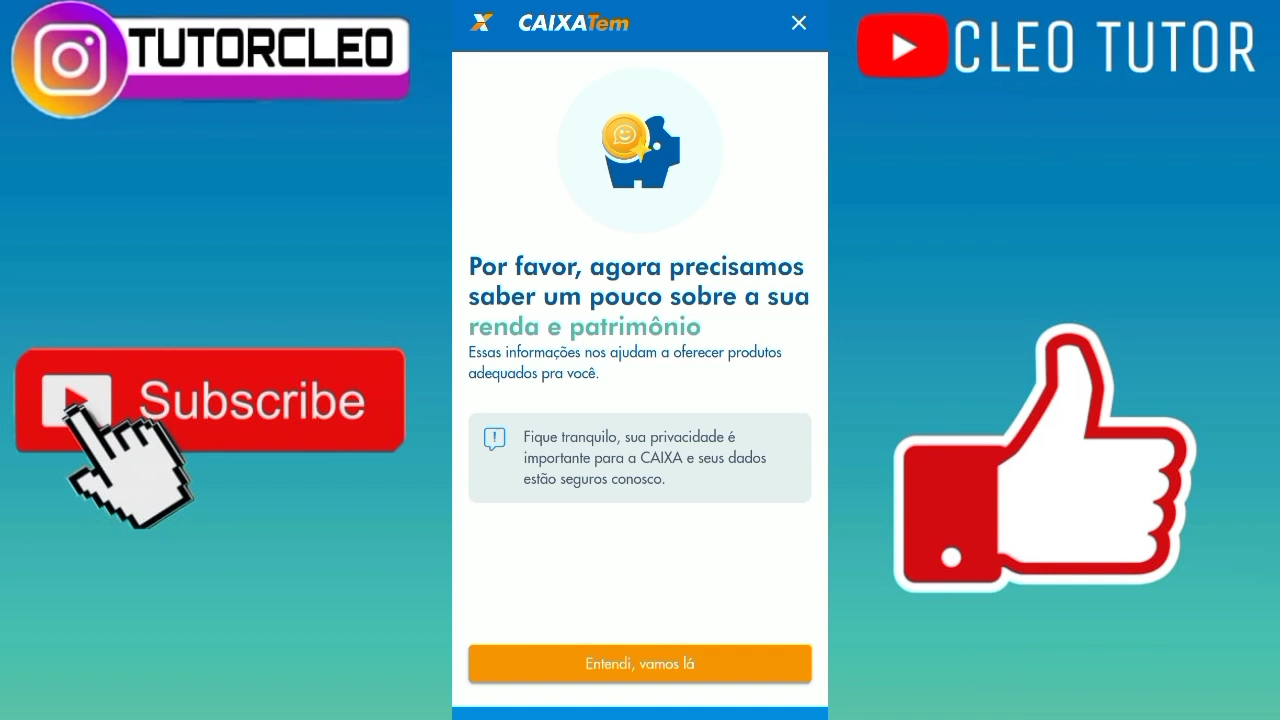 TUTORCLEO
CAIXATem
CLEO TUTOR
Por favor, agora precisamos
saber um pouco sobre a sua
renda e patrimônio
Essas informações nos ajudam a oferecer produtos
adequados pra você.
Subscribe
Fique tranquilo, sua privacidade é
importante para a CAIXA e seus dados
estão seguros conosco.
Entendi, vamos lá